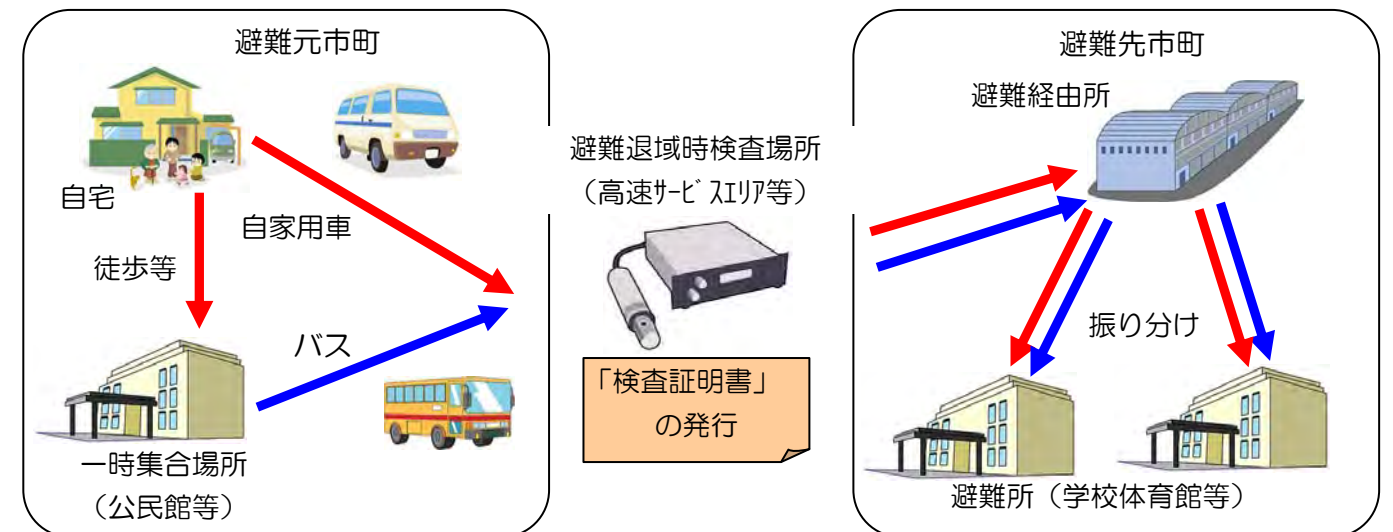 避難元市町
自宅
自家用車
徒歩等
バス
一時集合場所
（公民館等）
避難退域時検査場所
（高速ｻｰﾋﾞｽｴﾘｱ等）
「検査証明書」
の発行
避難先市町
避難経由所
振り分け
避難所（学校体育館等）